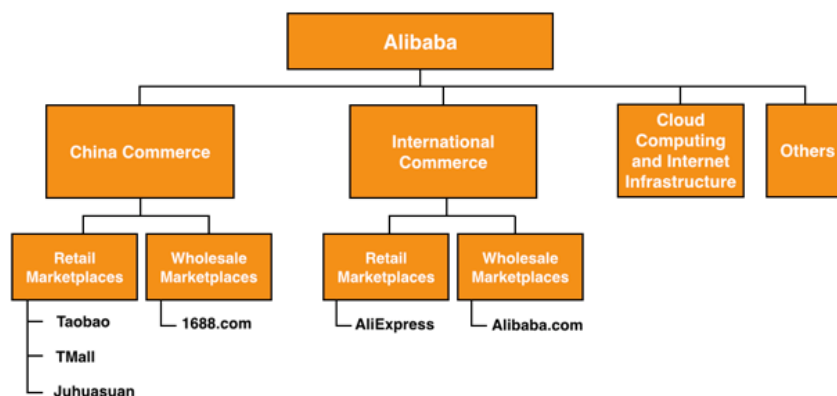 Alibaba
China Commerce
International
Commerce
Cloud
Computing
and Internet
Infrastructure
Others
Retail
Marketplaces
Wholesale
Marketplaces
Retail
Marketplaces
Wholesale
Marketplaces
Taobao
TMall
Juhuasuan
1688.com
AliExpress
Alibaba.com